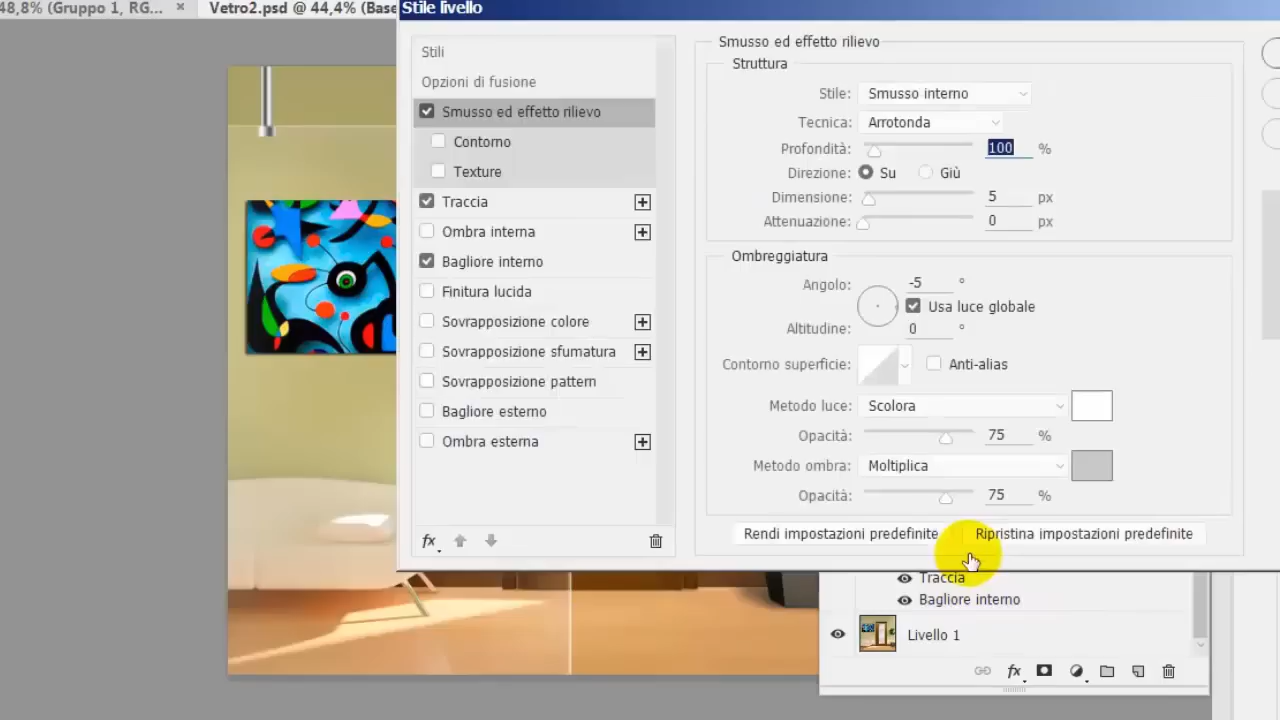 48,8% (Gruppo 1, RG... ×
Vetro2.psd @ 44,4% (Base
Stile livello
Stili
Opzioni di fusione
Smusso ed effetto rilievo
Contorno
Texture
Traccia
Ombra interna
Bagliore interno
Finitura lucida
Sovrapposizione colore
Sovrapposizione sfumatura
Sovrapposizione pattern
Bagliore esterno
Ombra esterna
fx
Smusso ed effetto rilievo
Struttura
Stile: Smusso interno
Tecnica: Arrotonda
Profondità: 100 %
Direzione: Su Giù
Dimensione: 5 px
Attenuazione: 0 px
Ombreggiatura
Angolo: -5 °
Usa luce globale
Altitudine: 0 °
Contorno superficie: Anti-alias
Metodo luce: Scolora
Opacità: 75 %
Metodo ombra: Moltiplica
Opacità: 75 %
Rendi impostazioni predefinite Ripristina impostazioni predefinite
Traccia
Bagliore interno
Livello 1
fx